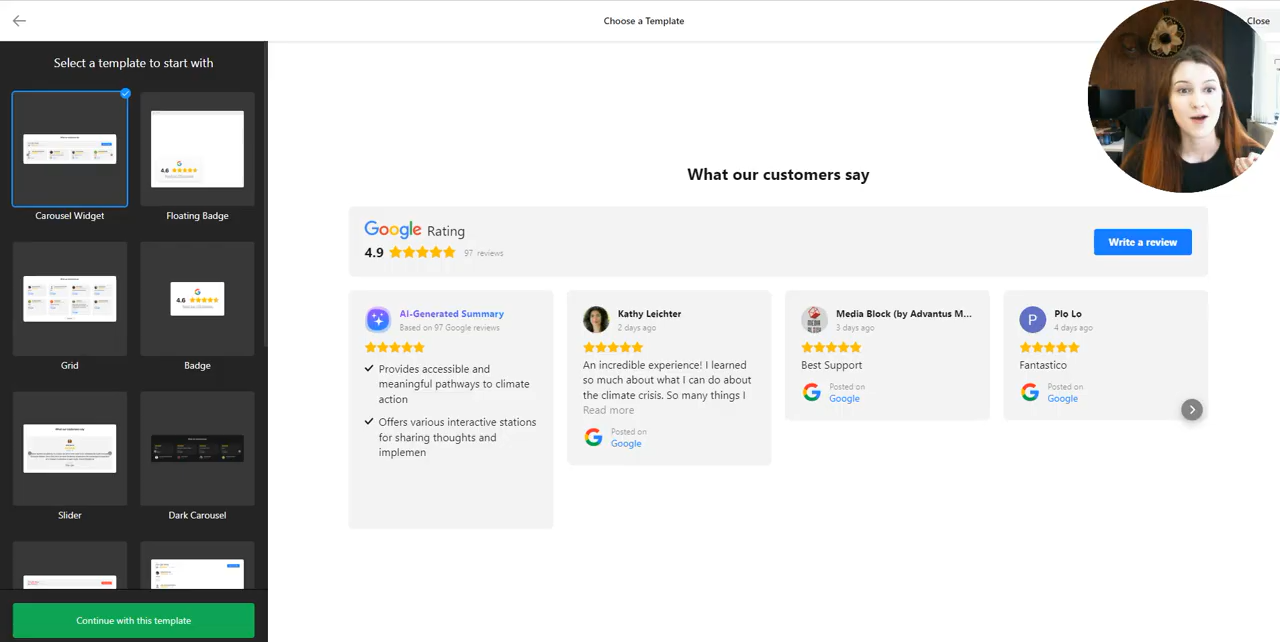 Choose a Template
Close
Select a template to start with
Carousel Widget
4.6
Floating Badge
Grid
4.6
Badge
Slider
Dark Carousel
Continue with this template
What our customers say
Google Rating
4.9 97 reviews
Write a review
AI-Generated Summary
Based on 97 Google reviews
Provides accessible and
meaningful pathways to climate
action
Offers various interactive stations
for sharing thoughts and
implemen
Kathy Leichter
2 days ago
An incredible experience! I learned
so much about what I can do about
the climate crisis. So many things I
Read more
Posted on
Google
Media Block (by Advantus M...
3 days ago
Best Support
Posted on
Google
P
Plo Lo
4 days ago
Fantastico
Posted on
Google